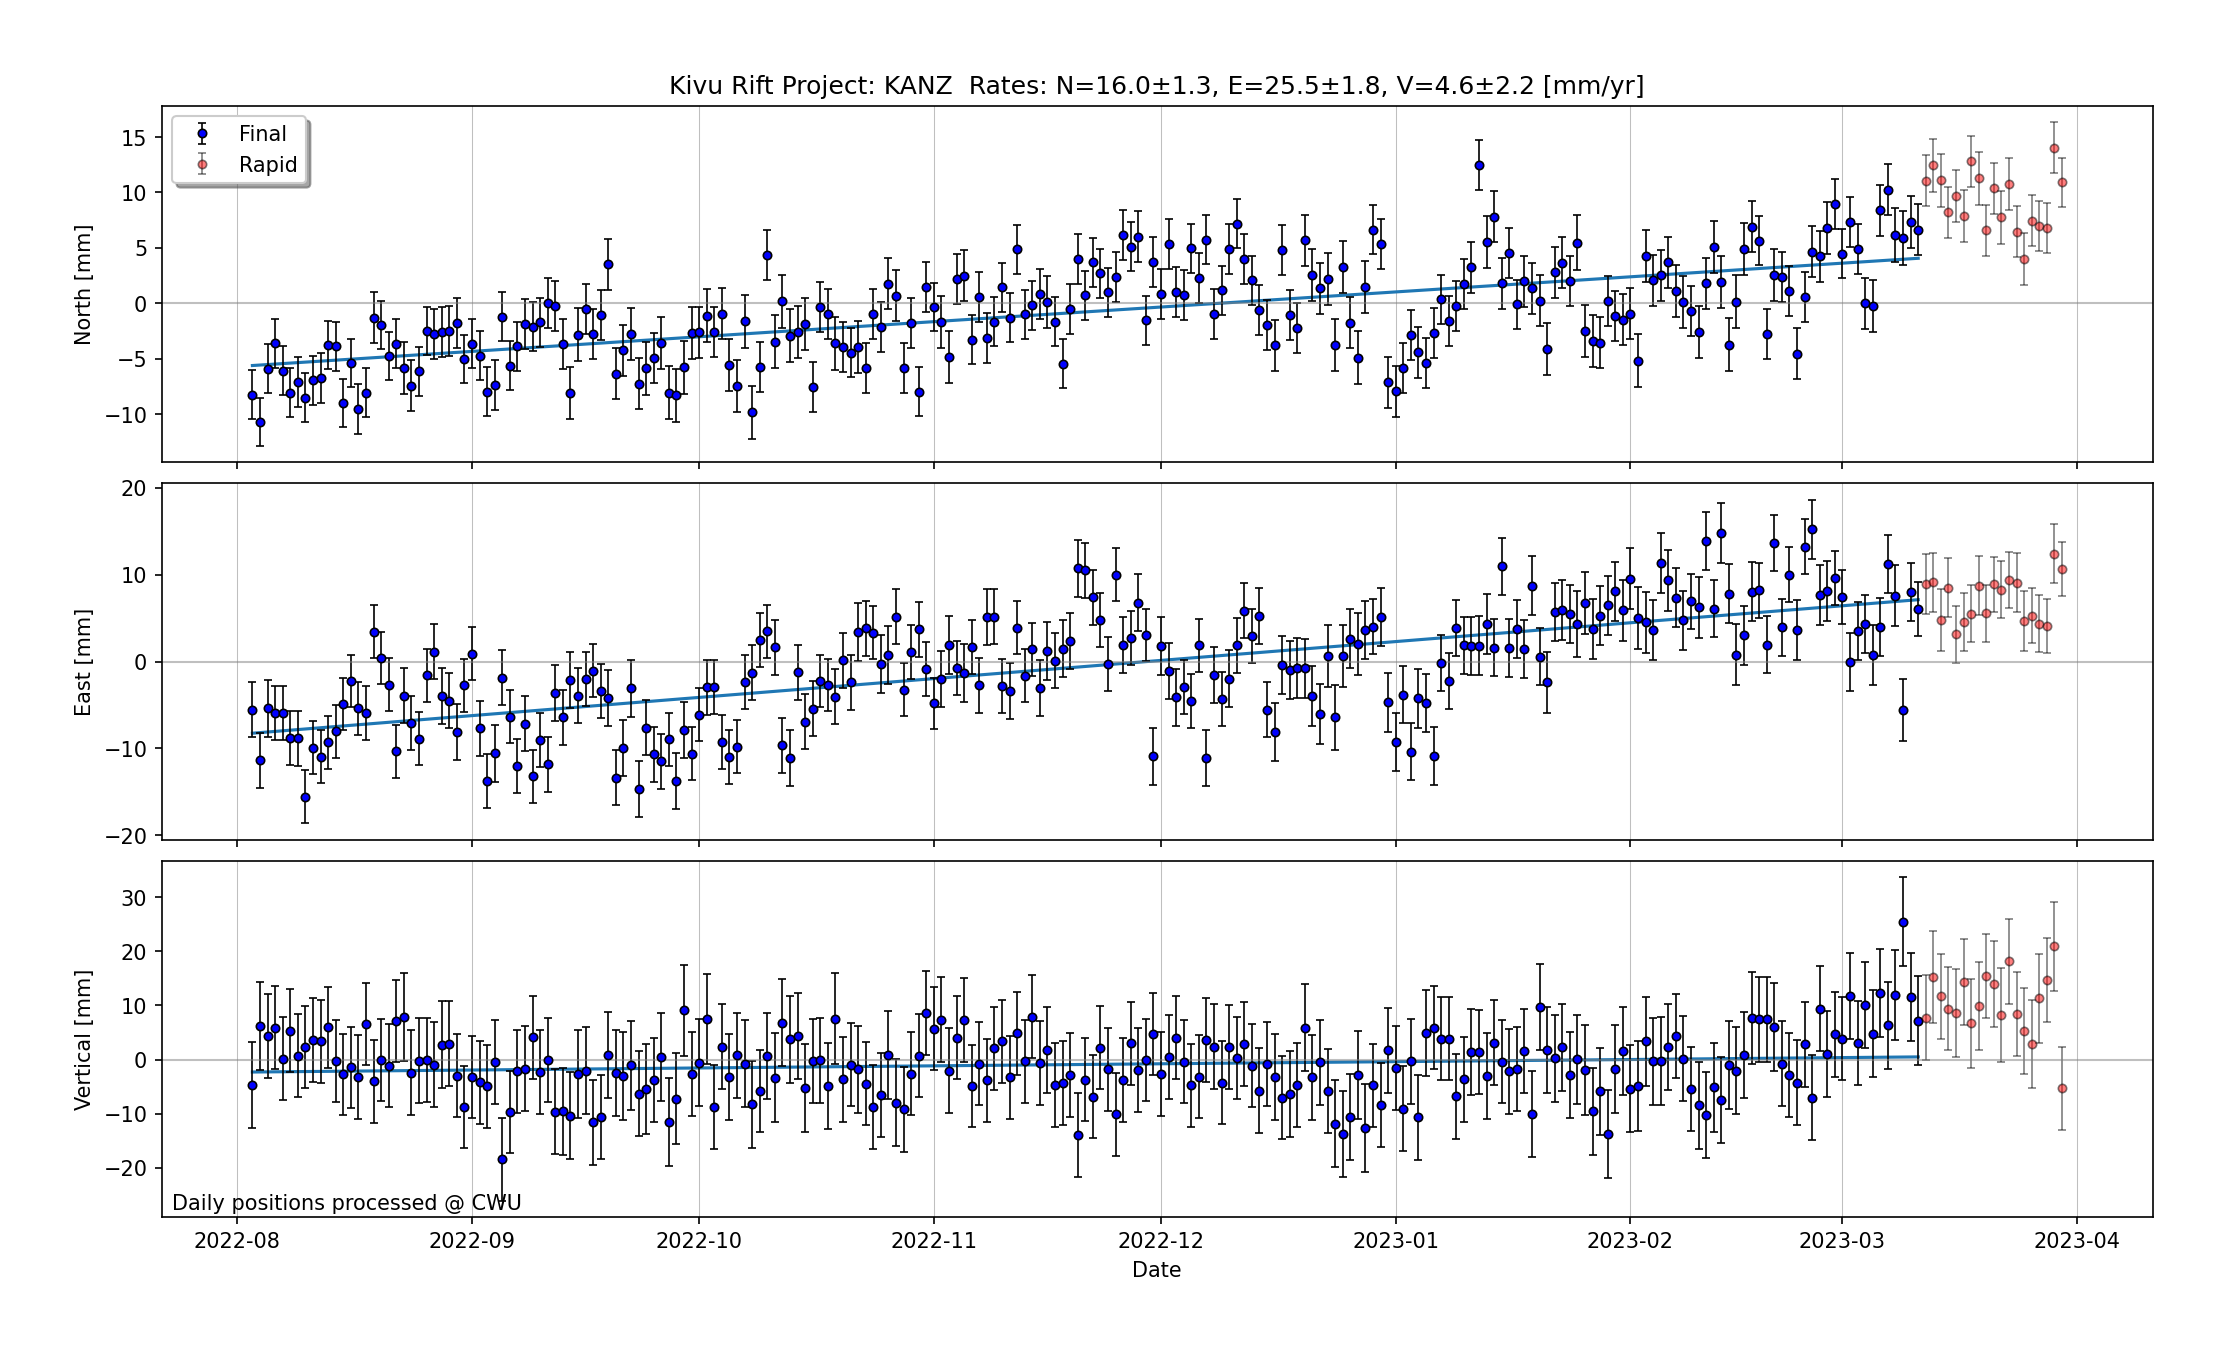 Kivu Rift Project: KANZ  Rates: N=16.0±1.3, E=25.5±1.8, V=4.6±2.2 [mm/yr]
Final
Rapid
North [mm]
15
10
5
0
−5
−10
East [mm]
20
10
0
−10
−20
Vertical [mm]
30
20
10
0
−10
−20
Daily positions processed @ CWU
2022-08 2022-09 2022-10 2022-11 2022-12 2023-01 2023-02 2023-03 2023-04
Date